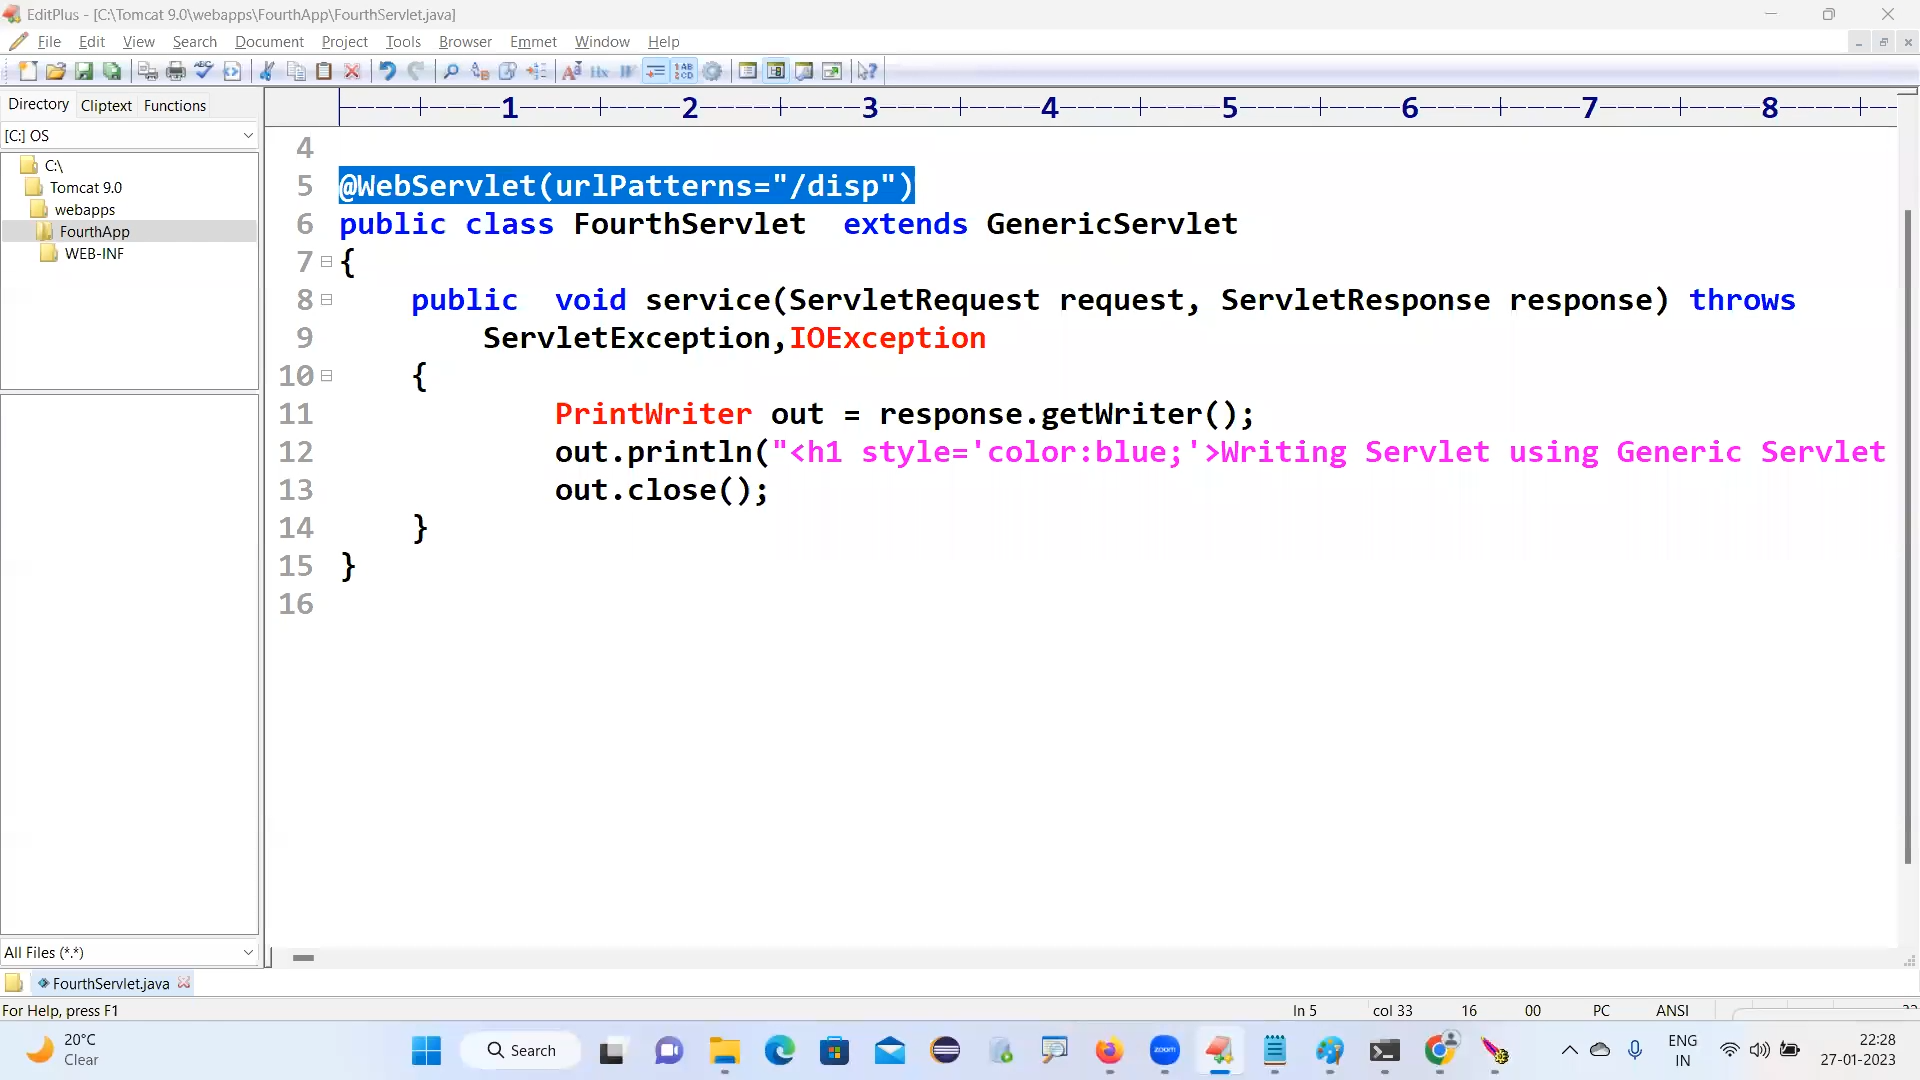 EditPlus - [C:\Tomcat 9.0\webapps\FourthApp\FourthServlet.java]
File Edit View Search Document Project Tools Browser Emmet Window Help
Directory Cliptext Functions
[C:] OS
C:\
Tomcat 9.0
webapps
FourthApp
WEB-INF
All Files (*.*)
----+----1----+----2----+----3----+----4----+----5----+----6----+----7----+----8----+--
4
5 @WebServlet(urlPatterns="/disp")
6 public class FourthServlet  extends GenericServlet
7 {
8 public  void service(ServletRequest request, ServletResponse response) throws
9 ServletException,IOException
10 {
11 PrintWriter out = response.getWriter();
12 out.println("<h1 style='color:blue;'>Writing Servlet using Generic Servlet
13 out.close();
14 }
15 }
16
FourthServlet.java
For Help, press F1 ln 5 col 33 16 00 PC ANSI
20°C
Clear
Search
zoom
ENG
IN
22:28
27-01-2023